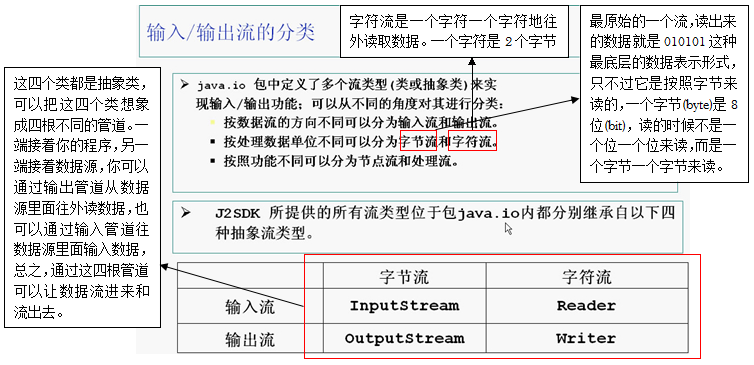 输入/输出流的分类
字符流是一个字符一个字符地往
外读取数据。一个字符是2个字节
最原始的一个流,读出来
的数据就是 010101 这种
最底层的数据表示形式,
只不过它是按照字节来
读的,一个字节(byte)是 8
位(bit), 读的时候不是一
个位一个位来读,而是一
个字节一个字节来读。
这四个类都是抽象类,
可以把这四个类想象
成四根不同的管道。一
端接着你的程序,另一
端接着数据源,你可以
通过输出管道从数据
源里面往外读数据,也
可以通过输入管道往
数据源里面输入数据,
总之,通过这四根管道
可以让数据流进来和
流出去。
java.io 包中定义了多个流类型(类或抽象类)来实
现输入/输出功能;可以从不同的角度对其进行分类:
按数据流的方向不同可以分为输入流和输出流。
按处理数据单位不同可以分为字节流和字符流。
按照功能不同可以分为节点流和处理流。
J2SDK 所提供的所有流类型位于包java.io内都分别继承自以下四
种抽象流类型。
字节流 字符流
输入流 InputStream Reader
输出流 OutputStream Writer